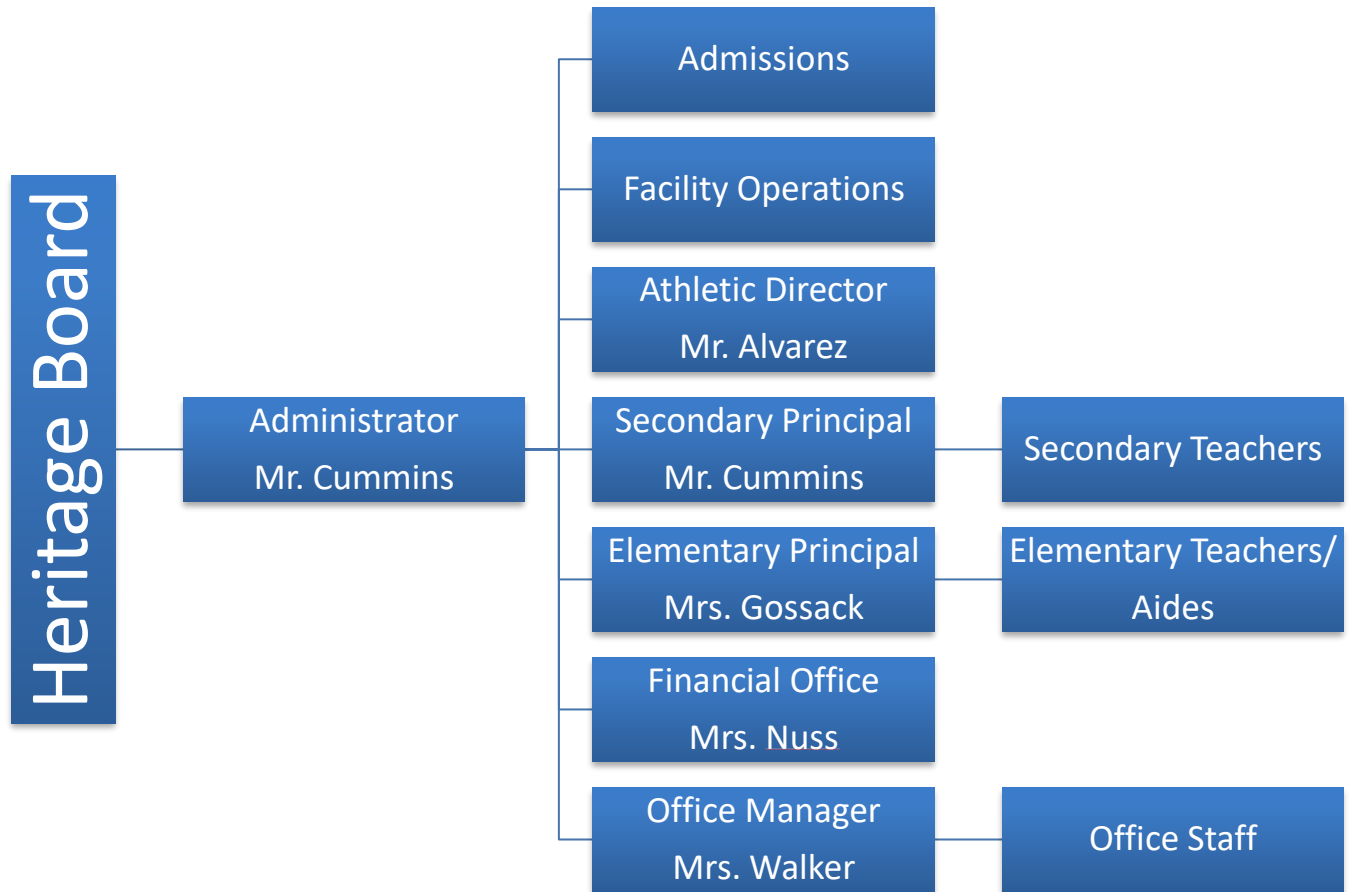 Heritage Board
Administrator
Mr. Cummins
Admissions
Facility Operations
Athletic Director
Mr. Alvarez
Secondary Principal
Mr. Cummins
Secondary Teachers
Elementary Principal
Mrs. Gossack
Elementary Teachers/
Aides
Financial Office
Mrs. Nuss
Office Manager
Mrs. Walker
Office Staff